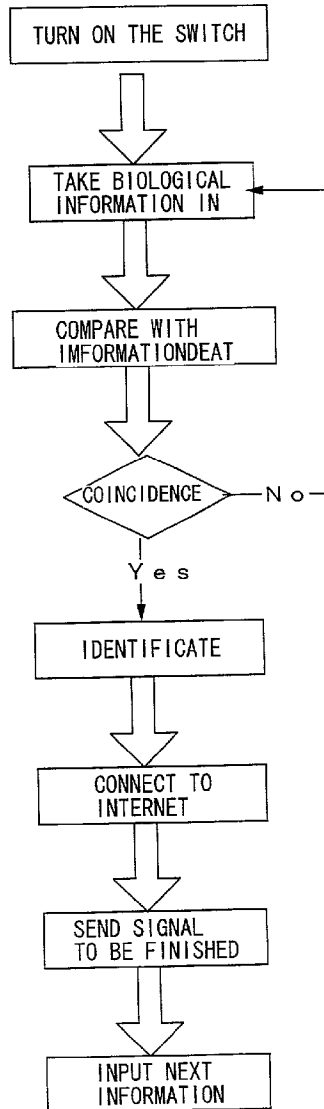 TURN ON THE SWITCH
TAKE BIOLOGICAL
INFORMATION IN
COMPARE WITH
IMFORMATIONDEAT
COINCIDENCE
No
Yes
IDENTIFICATE
CONNECT TO
INTERNET
SEND SIGNAL
TO BE FINISHED
INPUT NEXT
INFORMATION